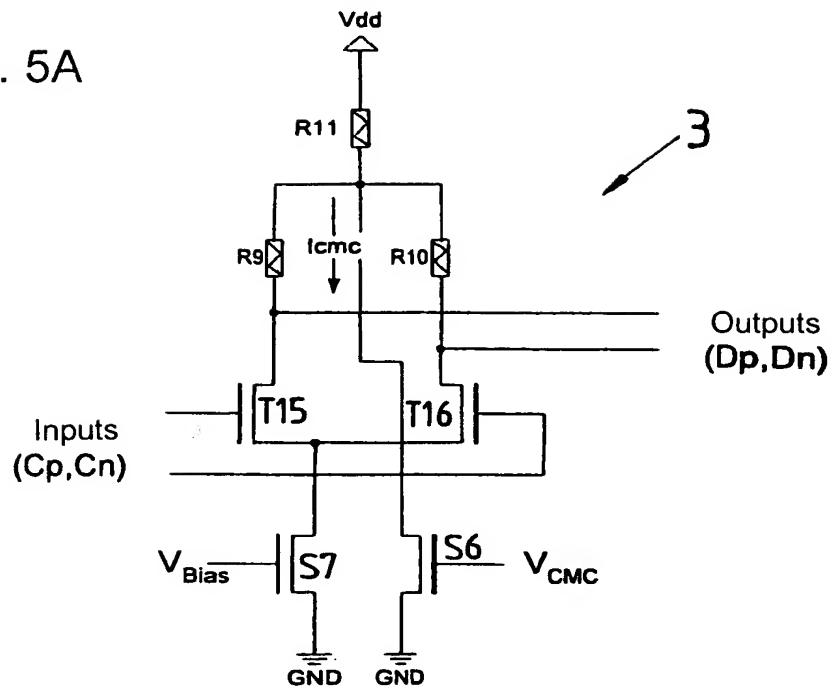 . 5A
Vdd
R11
3
R9
Icmc
R10
Outputs
(Dp,Dn)
T15
T16
Inputs
(Cp,Cn)
VBias
S7
S6
VCMC
GND
GND